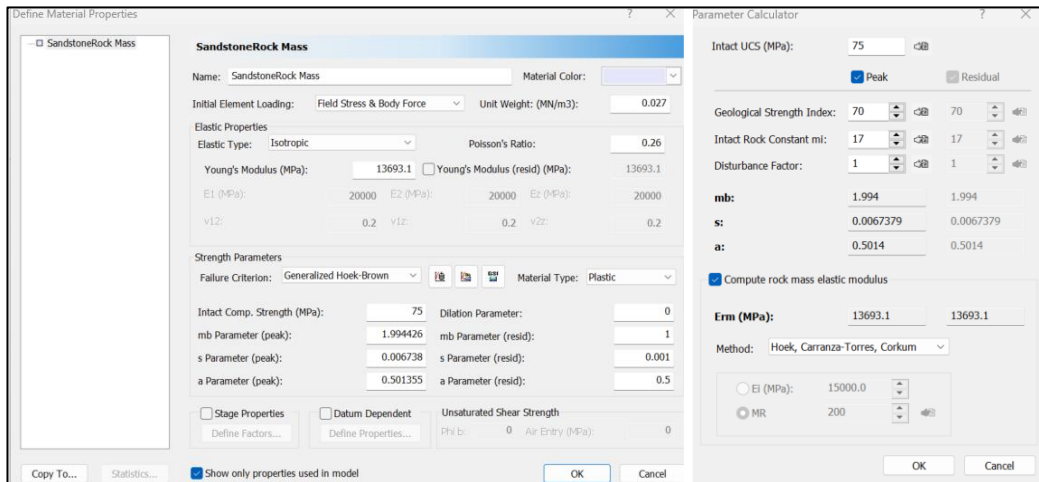 Define Material Properties ? ×
SandstoneRock Mass
SandstoneRock Mass
Name: SandstoneRock Mass Material Color:
Initial Element Loading: Field Stress & Body Force Unit Weight: (MN/m3): 0.027
Elastic Properties
Elastic Type: Isotropic Poisson's Ratio: 0.26
Young's Modulus (MPa): 13693.1 Young's Modulus (resid) (MPa): 13693.1
E1 (MPa): 20000 E2 (MPa): 20000 Ez (MPa): 20000
v12: 0.2 v1z: 0.2 v2z: 0.2
Strength Parameters
Failure Criterion: Generalized Hoek-Brown GSI Material Type: Plastic
Intact Comp. Strength (MPa): 75 Dilation Parameter: 0
mb Parameter (peak): 1.994426 mb Parameter (resid): 1
s Parameter (peak): 0.006738 s Parameter (resid): 0.001
a Parameter (peak): 0.501355 a Parameter (resid): 0.5
Stage Properties Datum Dependent Unsaturated Shear Strength
Define Factors... Define Properties... Phi b: 0 Air Entry (MPa): 0
Copy To... Statistics... Show only properties used in model OK Cancel
Parameter Calculator ? ×
Intact UCS (MPa): 75
Peak Residual
Geological Strength Index: 70 70
Intact Rock Constant mi: 17 17
Disturbance Factor: 1 1
mb: 1.994 1.994
s: 0.0067379 0.0067379
a: 0.5014 0.5014
Compute rock mass elastic modulus
Erm (MPa): 13693.1 13693.1
Method: Hoek, Carranza-Torres, Corkum
Ei (MPa): 15000.0
MR 200
OK Cancel